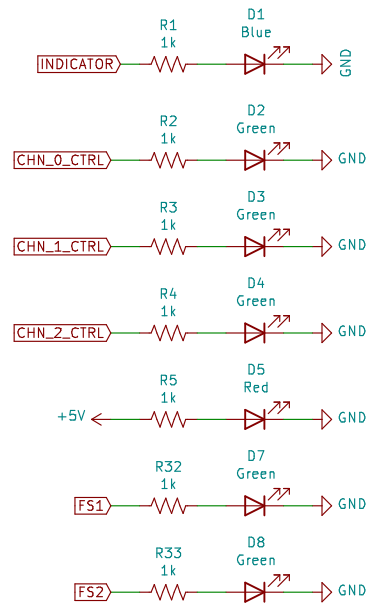 R1
1k
D1
Blue
INDICATOR
GND
R2
1k
D2
Green
CHN_0_CTRL
GND
R3
1k
D3
Green
CHN_1_CTRL
GND
R4
1k
D4
Green
CHN_2_CTRL
GND
R5
1k
D5
Red
+5V
GND
R32
1k
D7
Green
FS1
GND
R33
1k
D8
Green
FS2
GND